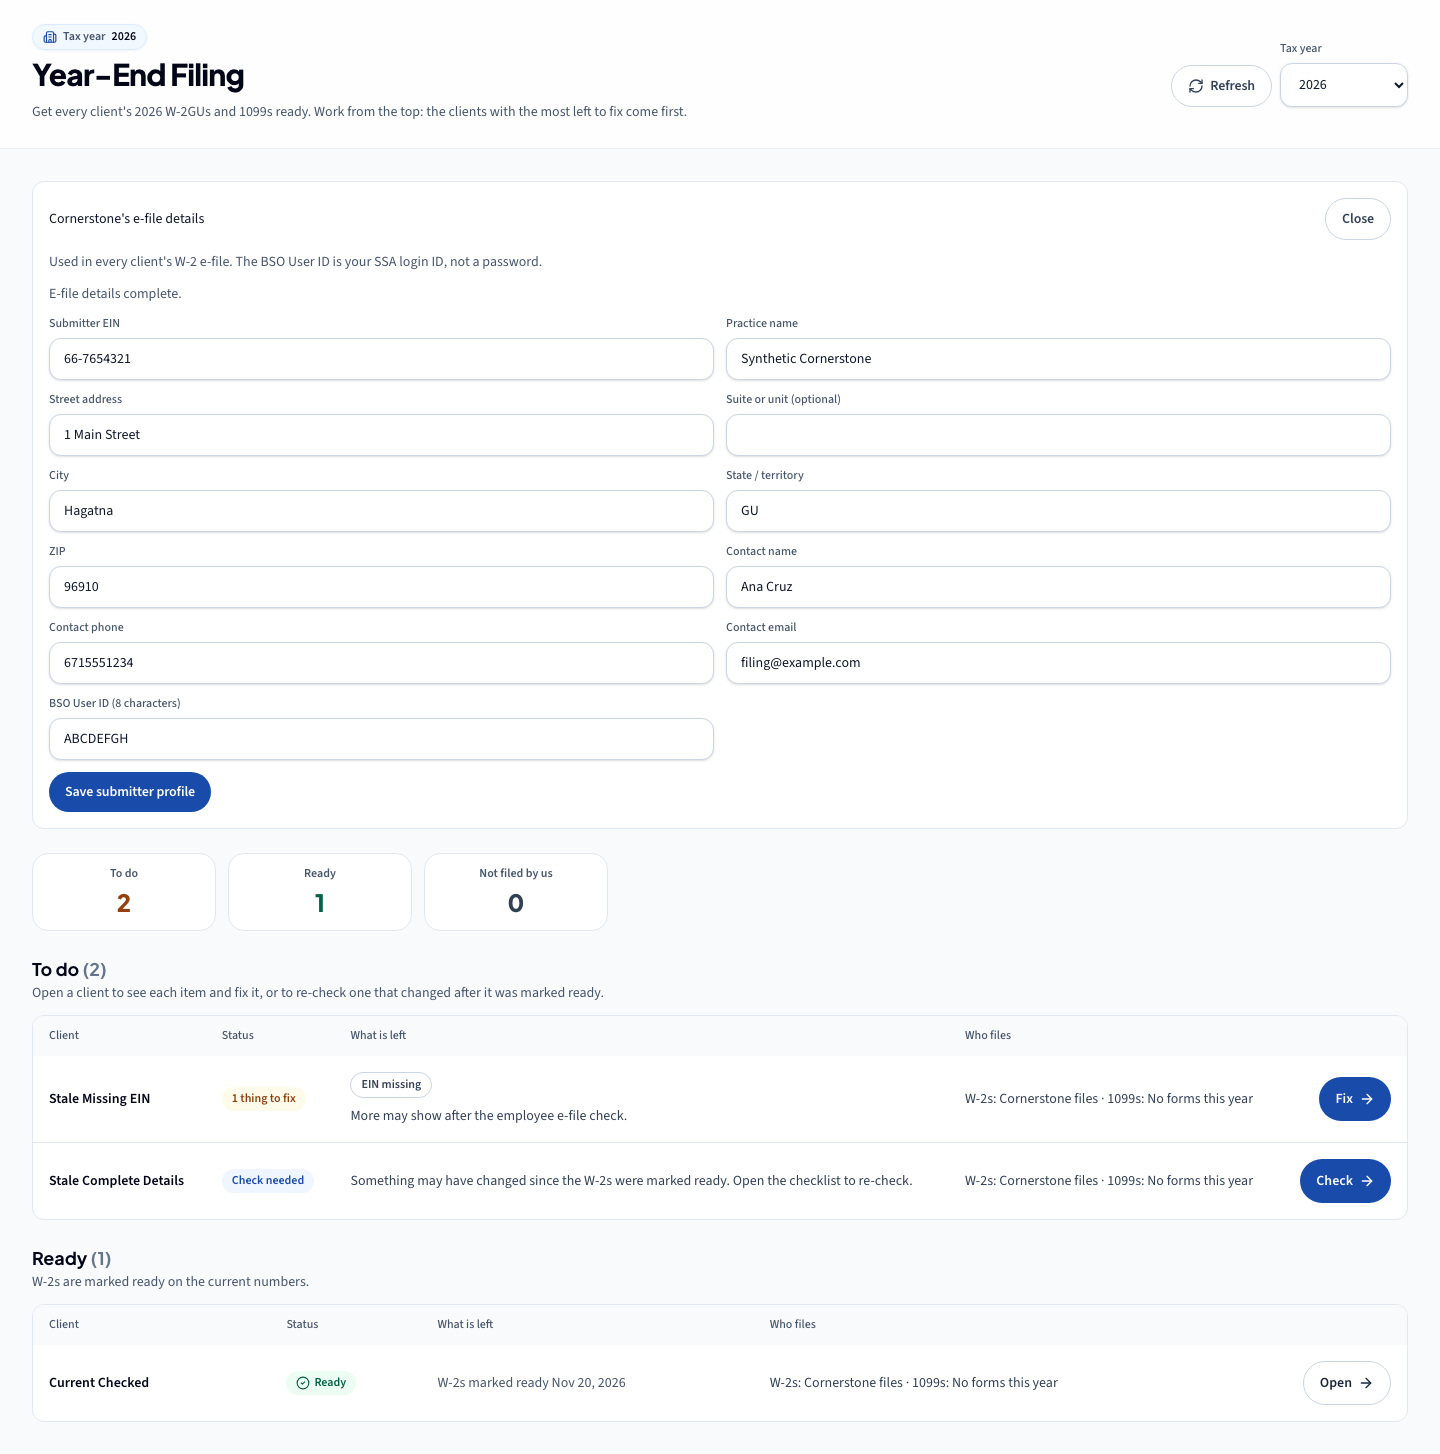 Tax year 2026
Year-End Filing
Get every client's 2026 W-2GUs and 1099s ready. Work from the top: the clients with the most left to fix come first.
Refresh
Tax year
2026
Cornerstone's e-file details
Close
Used in every client's W-2 e-file. The BSO User ID is your SSA login ID, not a password.
E-file details complete.
Submitter EIN
66-7654321
Practice name
Synthetic Cornerstone
Street address
1 Main Street
Suite or unit (optional)
City
Hagatna
State / territory
GU
ZIP
96910
Contact name
Ana Cruz
Contact phone
6715551234
Contact email
filing@example.com
BSO User ID (8 characters)
ABCDEFGH
Save submitter profile
To do
2
Ready
1
Not filed by us
0
To do (2)
Open a client to see each item and fix it, or to re-check one that changed after it was marked ready.
Client Status What is left Who files
Stale Missing EIN
1 thing to fix
EIN missing
More may show after the employee e-file check.
W-2s: Cornerstone files · 1099s: No forms this year
Fix
Stale Complete Details
Check needed
Something may have changed since the W-2s were marked ready. Open the checklist to re-check.
W-2s: Cornerstone files · 1099s: No forms this year
Check
Ready (1)
W-2s are marked ready on the current numbers.
Client Status What is left Who files
Current Checked
Ready
W-2s marked ready Nov 20, 2026
W-2s: Cornerstone files · 1099s: No forms this year
Open